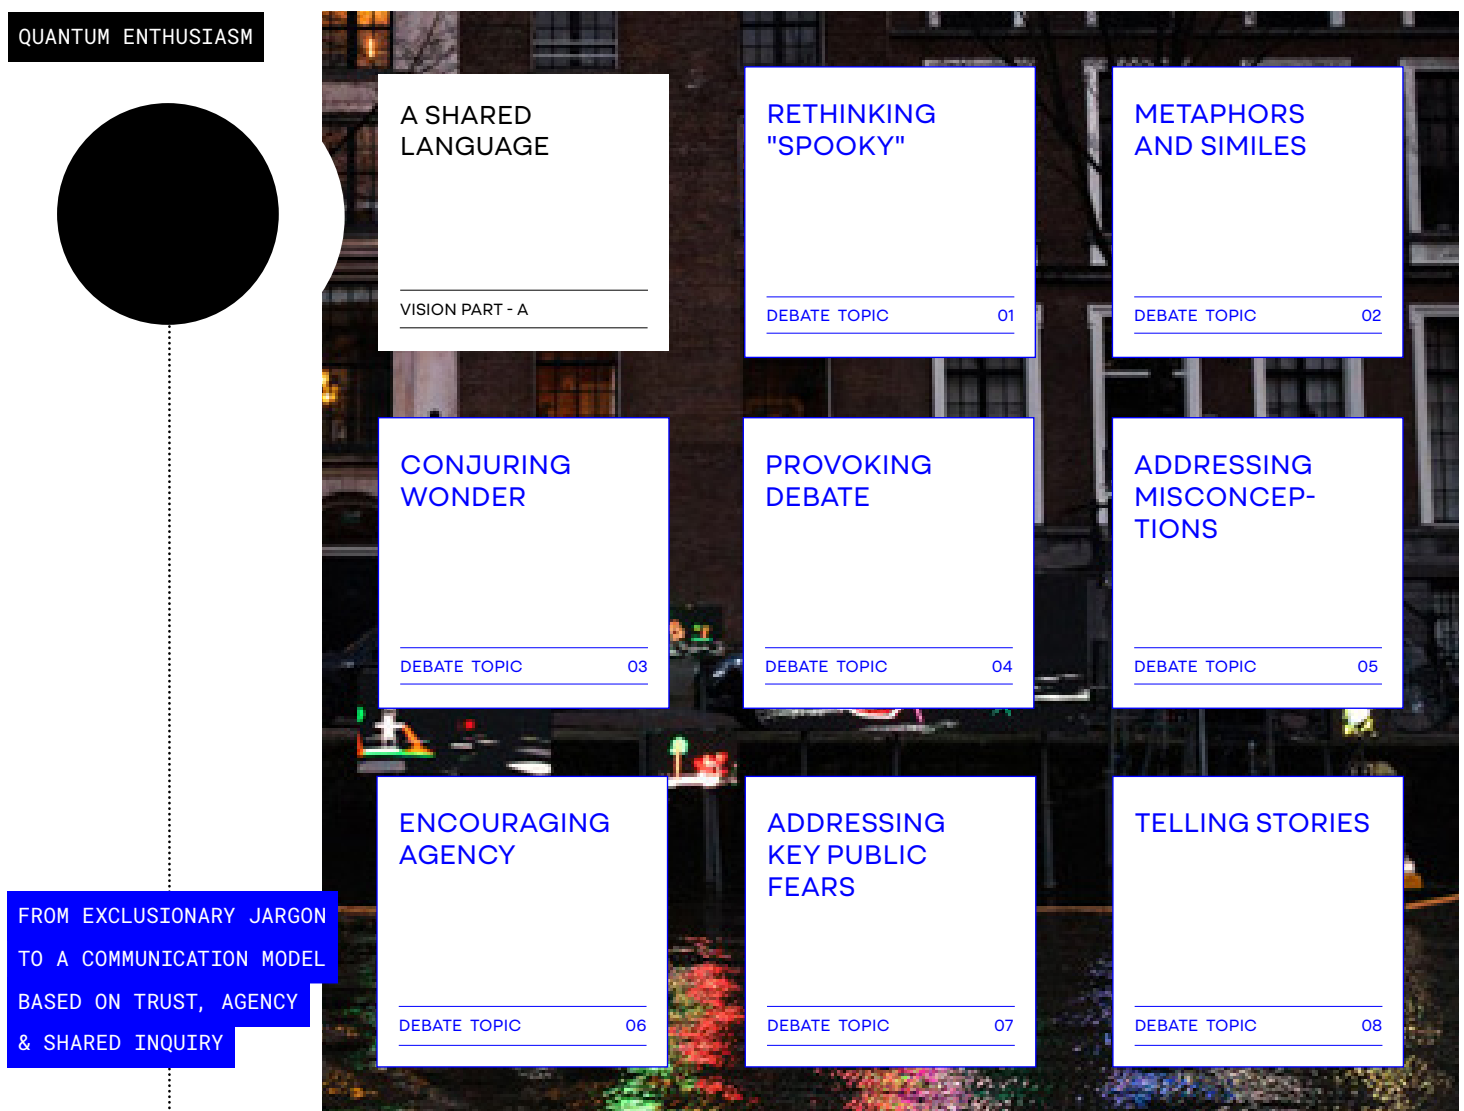 QUANTUM ENTHUSIASM
A SHARED
LANGUAGE
VISION PART - A
RETHINKING
"SPOOKY"
DEBATE TOPIC 01
METAPHORS
AND SIMILES
DEBATE TOPIC 02
CONJURING
WONDER
DEBATE TOPIC 03
PROVOKING
DEBATE
DEBATE TOPIC 04
ADDRESSING
MISCONCEP-
TIONS
DEBATE TOPIC 05
ENCOURAGING
AGENCY
DEBATE TOPIC 06
ADDRESSING
KEY PUBLIC
FEARS
DEBATE TOPIC 07
TELLING STORIES
DEBATE TOPIC 08
FROM EXCLUSIONARY JARGON
TO A COMMUNICATION MODEL
BASED ON TRUST, AGENCY
& SHARED INQUIRY